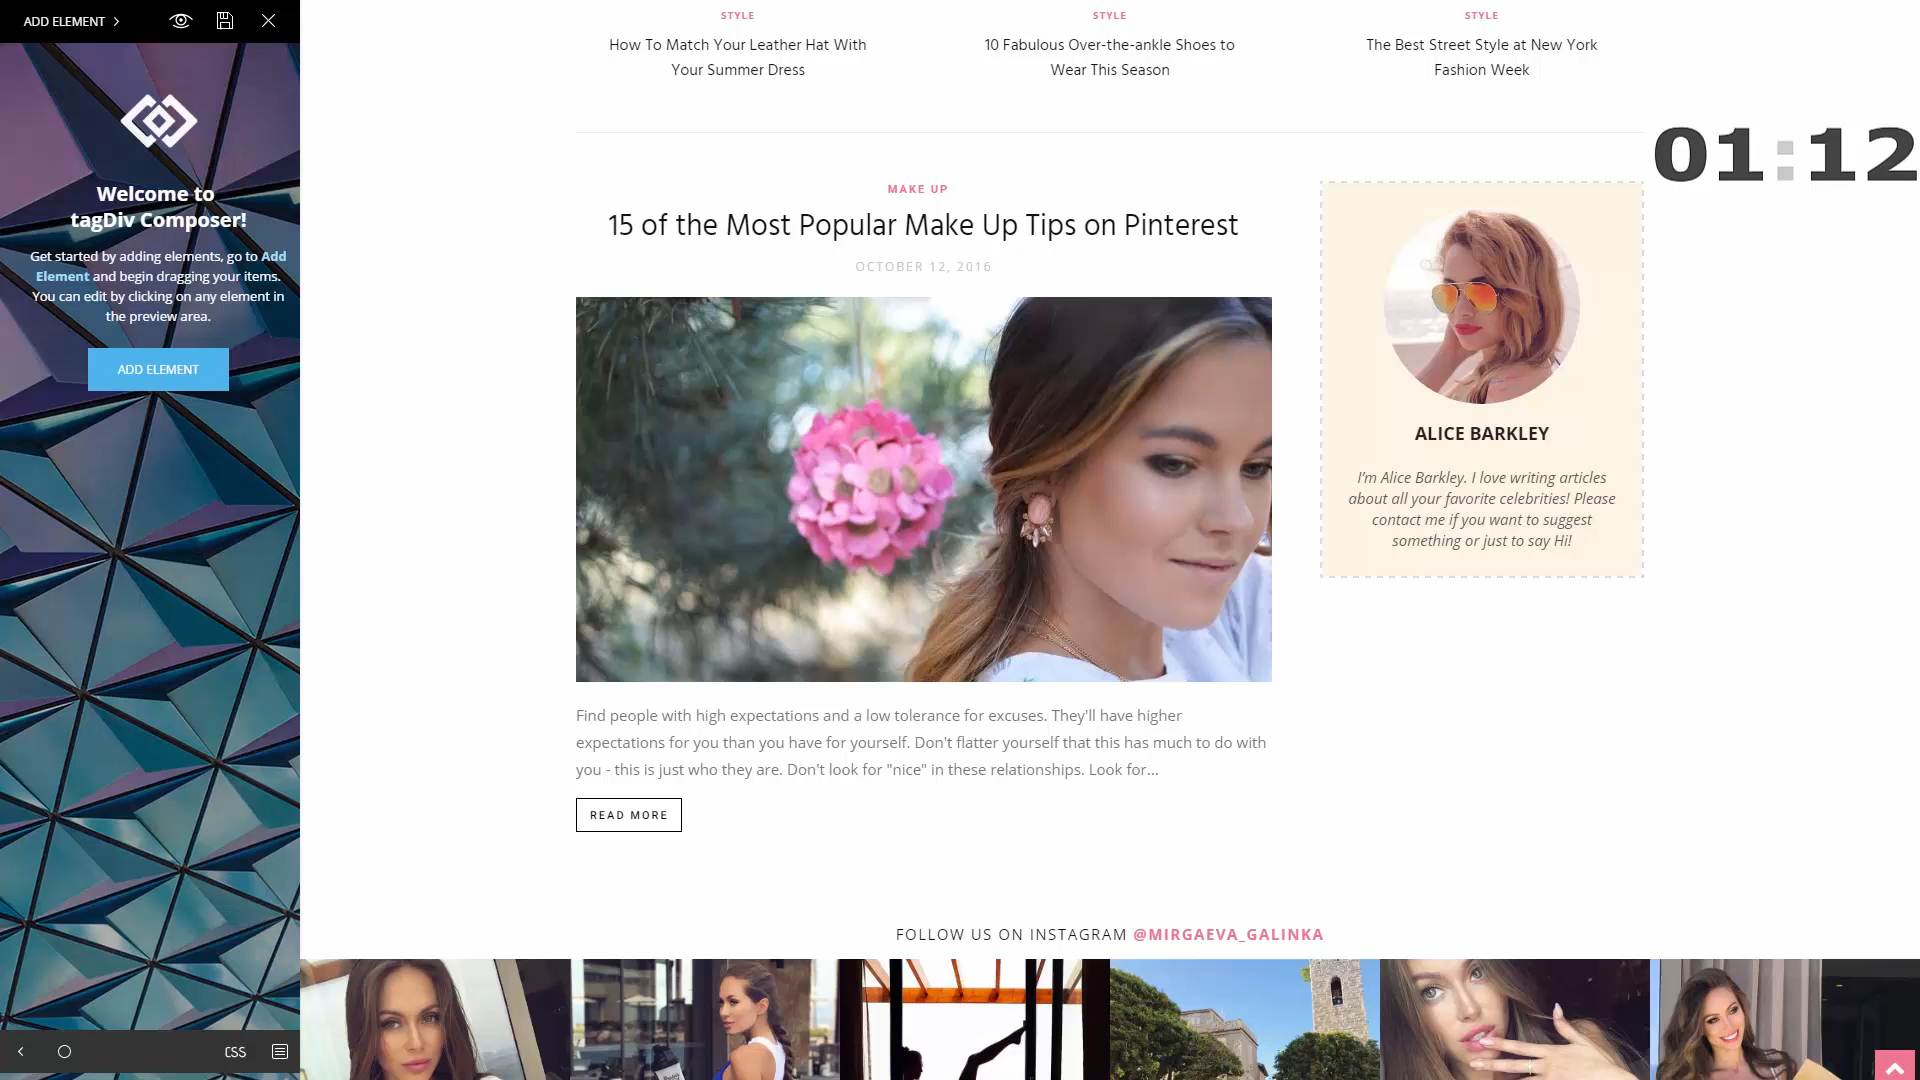 ADD ELEMENT
Welcome to
tagDiv Composer!
Get started by adding elements, go to Add
Element and begin dragging your items.
You can edit by clicking on any element in
the preview area.
ADD ELEMENT
CSS
STYLE
How To Match Your Leather Hat With
Your Summer Dress
STYLE
10 Fabulous Over-the-ankle Shoes to
Wear This Season
STYLE
The Best Street Style at New York
Fashion Week
01:12
MAKE UP
15 of the Most Popular Make Up Tips on Pinterest
OCTOBER 12, 2016
Find people with high expectations and a low tolerance for excuses. They'll have higher
expectations for you than you have for yourself. Don't flatter yourself that this has much to do with
you - this is just who they are. Don't look for "nice" in these relationships. Look for...
READ MORE
ALICE BARKLEY
I'm Alice Barkley. I love writing articles
about all your favorite celebrities! Please
contact me if you want to suggest
something or just to say Hi!
FOLLOW US ON INSTAGRAM @MIRGAEVA_GALINKA